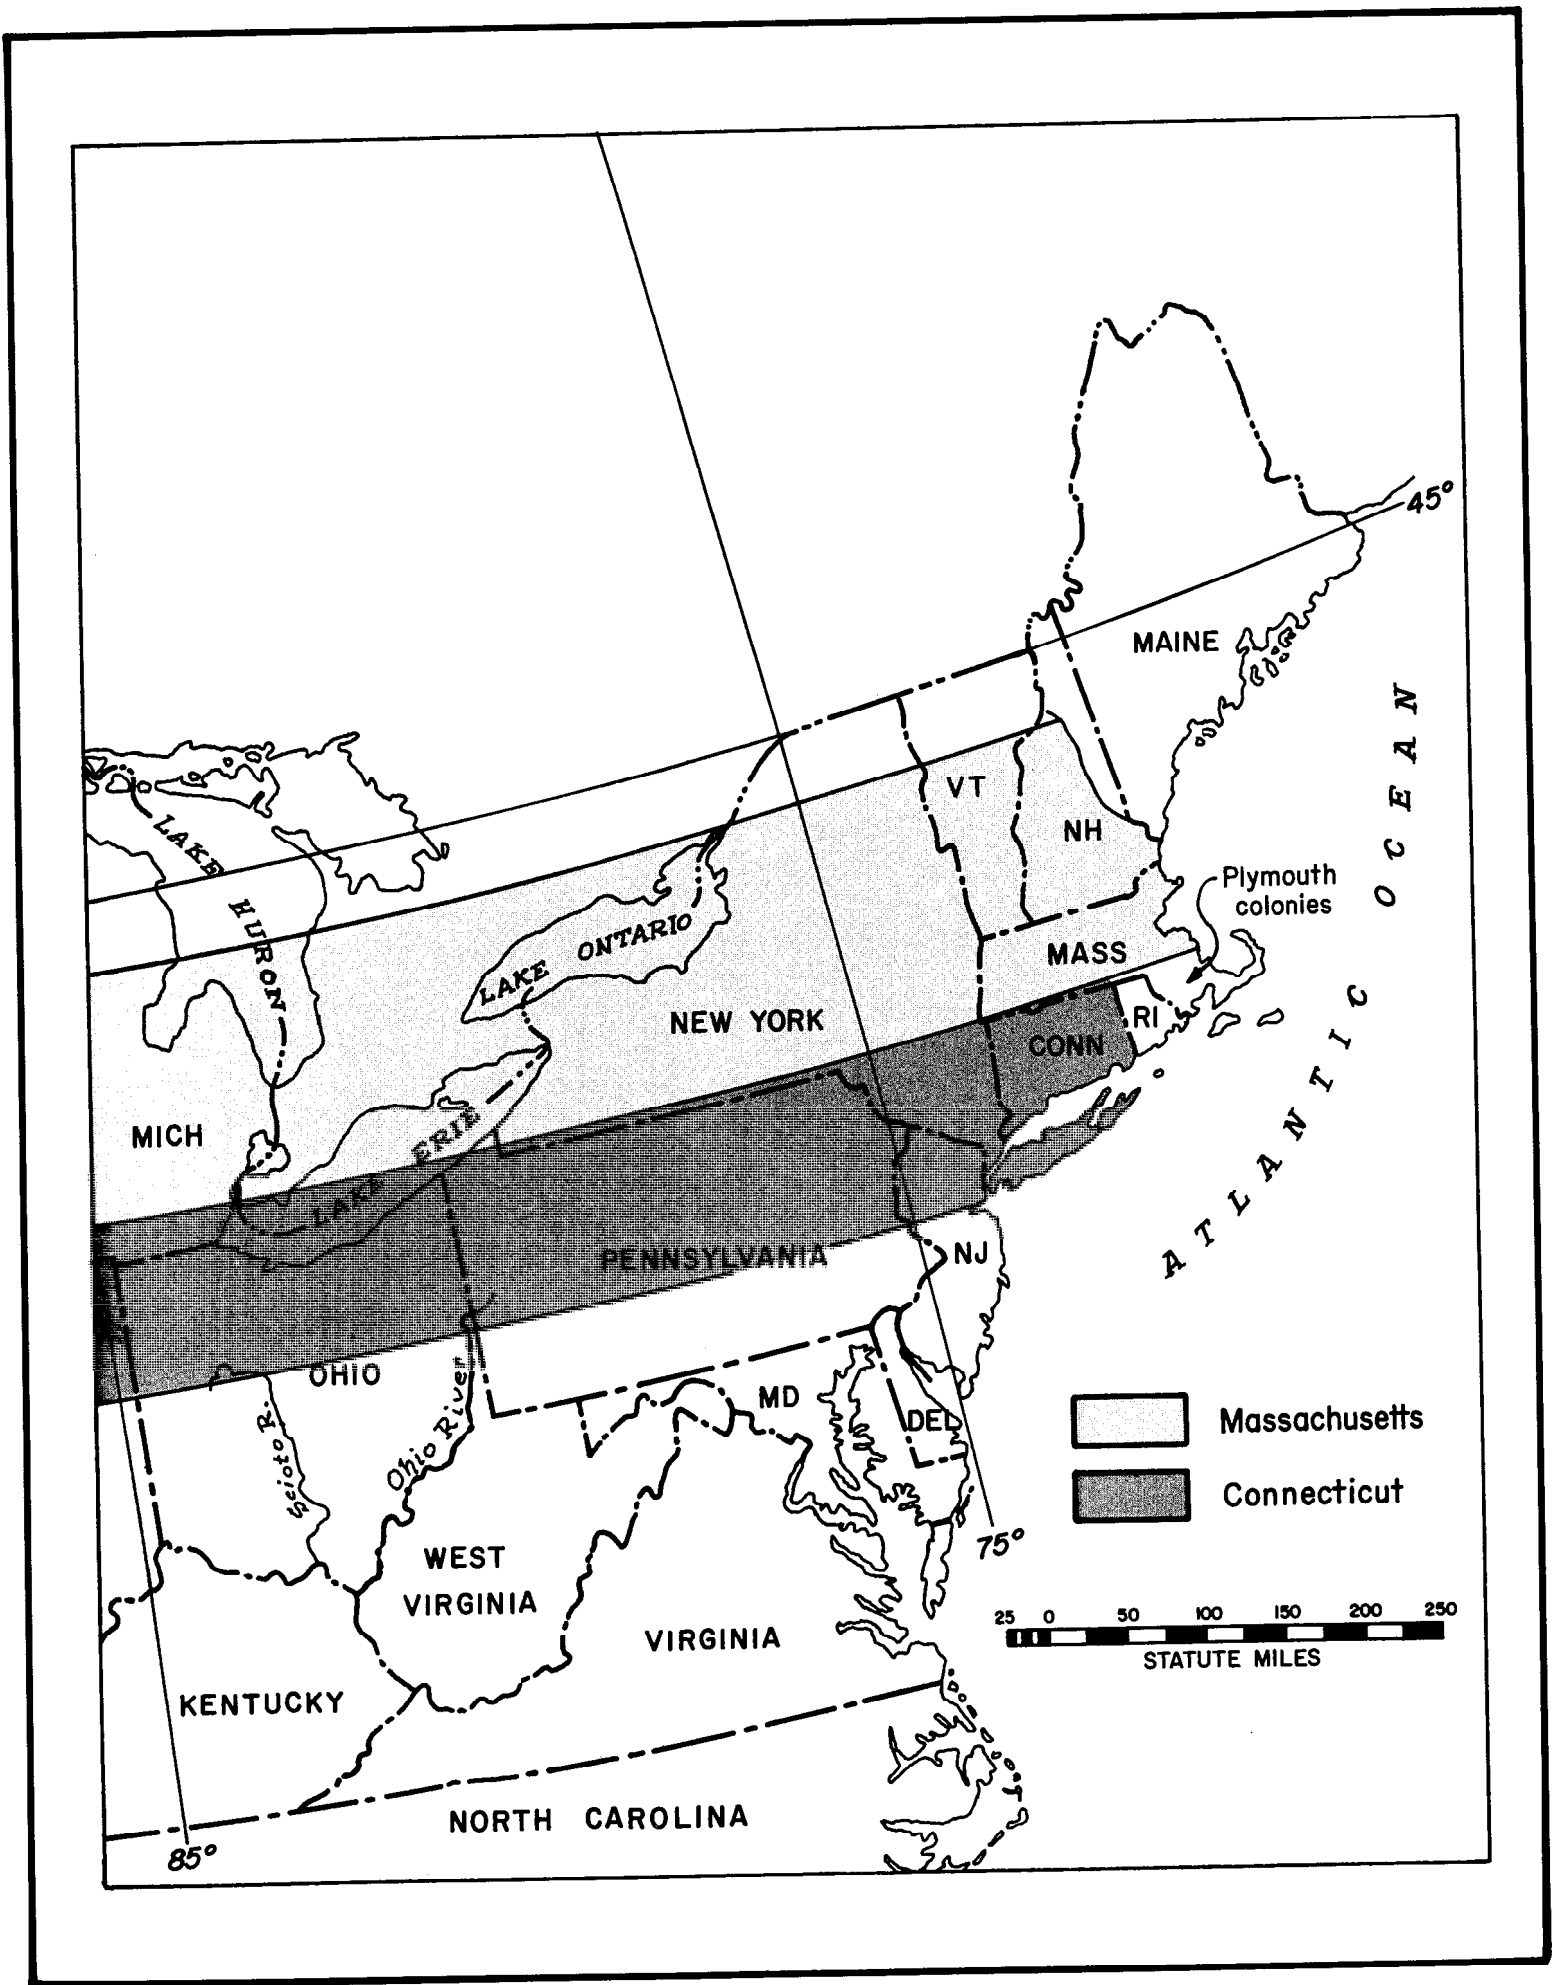 45°
MAINE
VT
NH
LAKE HURON
Plymouth
colonies
LAKE ONTARIO
MASS
NEW YORK
RI
CONN
MICH
LAKE ERIE
ATLANTIC OCEAN
PENNSYLVANIA
NJ
OHIO
MD
DEL
Scioto R.
Ohio River
Massachusetts
Connecticut
75°
WEST
VIRGINIA
VIRGINIA
25 0 50 100 150 200 250
STATUTE MILES
KENTUCKY
NORTH CAROLINA
85°